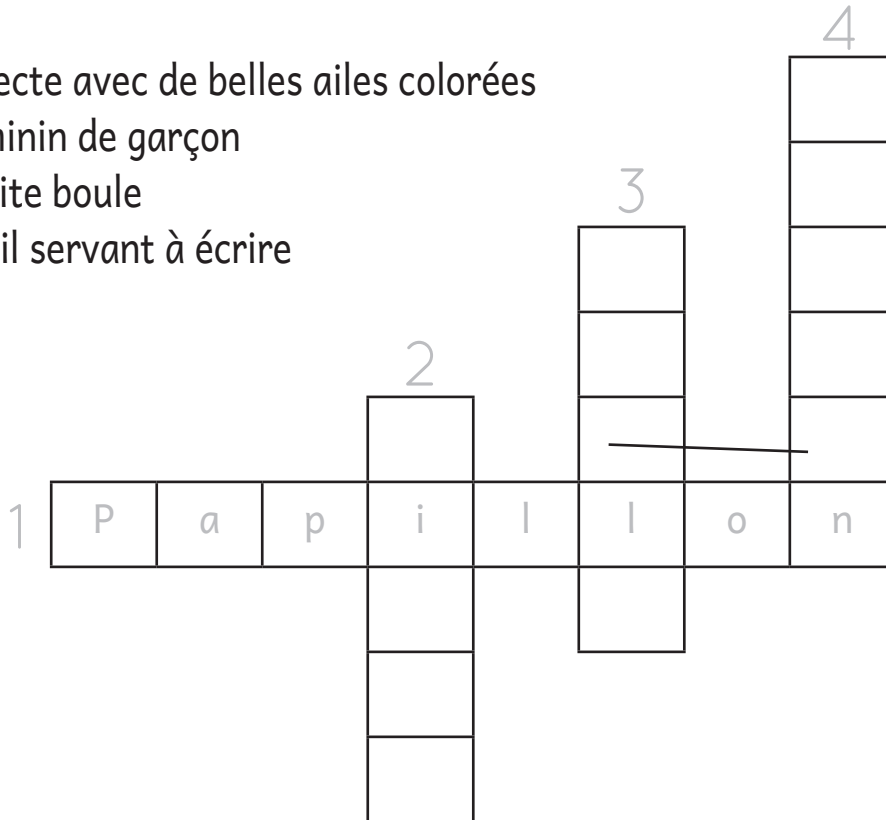 ecte avec de belles ailes colorées
inin de garçon
ite boule
il servant à écrire
4
3
2
1 P a p i l l o n